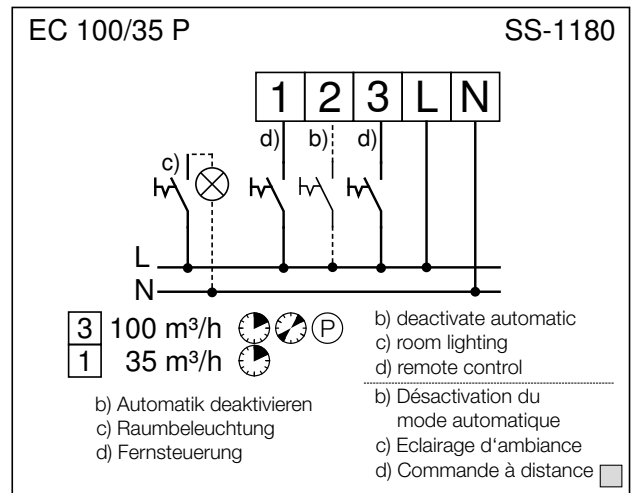 EC 100/35 P SS-1180
1 2 3 L N
d) b) d)
c)
L
N
3 100 m³/h P
1 35 m³/h
b) Automatik deaktivieren
c) Raumbeleuchtung
d) Fernsteuerung
b) deactivate automatic
c) room lighting
d) remote control
b) Désactivation du
mode automatique
c) Eclairage d‘ambiance
d) Commande à distance